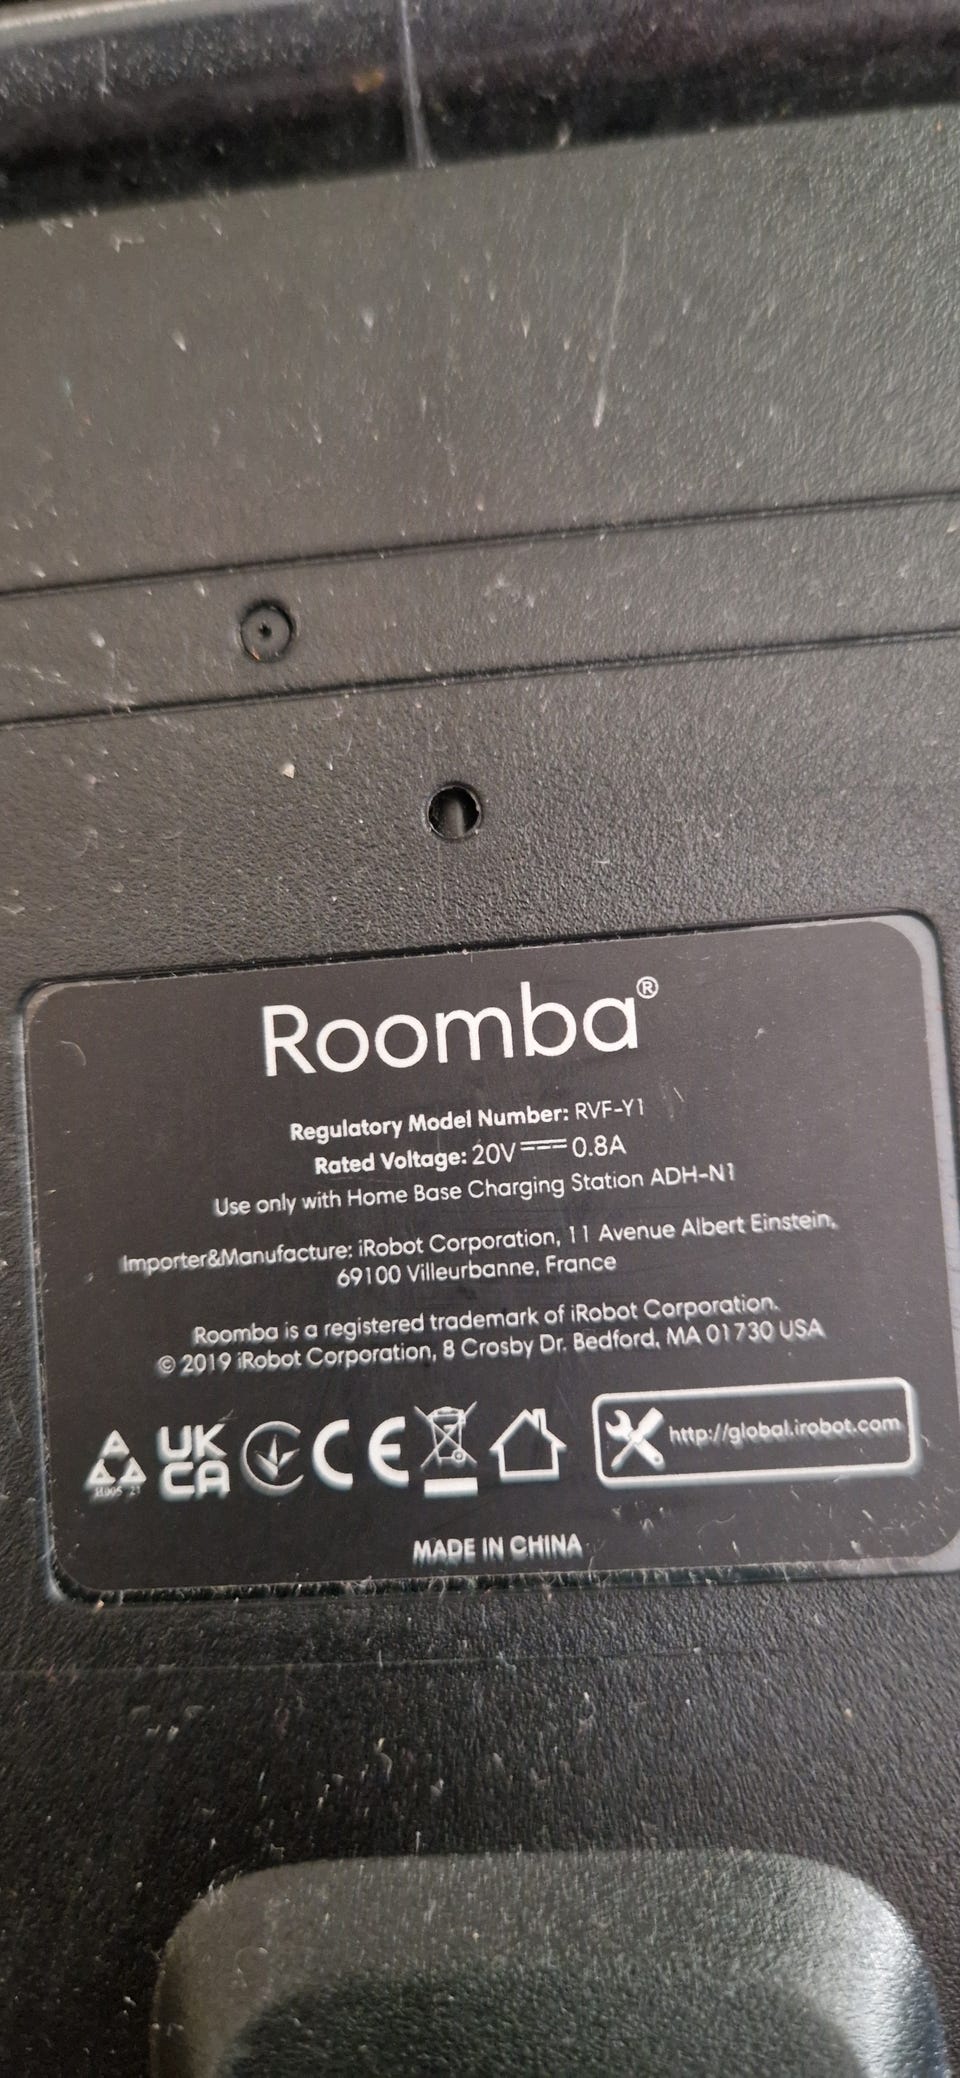 Roomba®
Regulatory Model Number: RVF-Y1
Rated Voltage: 20V⎓0.8A
Use only with Home Base Charging Station ADH-N1
Importer&Manufacture: iRobot Corporation, 11 Avenue Albert Einstein,
69100 Villeurbanne, France
Roomba is a registered trademark of iRobot Corporation.
© 2019 iRobot Corporation, 8 Crosby Dr. Bedford, MA 01730 USA
UK
CA
CE
http://global.irobot.com
MADE IN CHINA